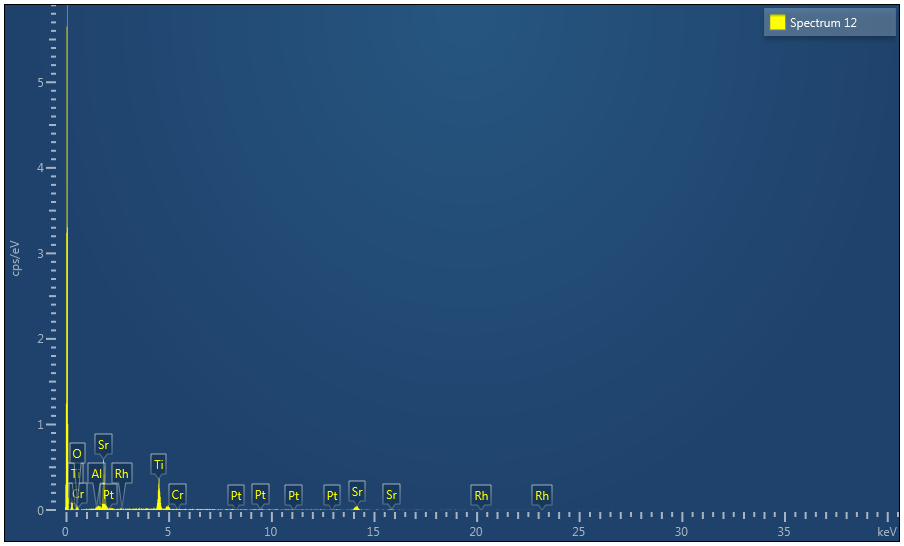 Spectrum 12
cps/eV
5
4
3
2
1
0
O
Sr
Ti
Al
Rh
Ti
Cr
Pt
Cr
Pt
Pt
Pt
Pt
Sr
Sr
Rh
Rh
0 5 10 15 20 25 30 35 keV